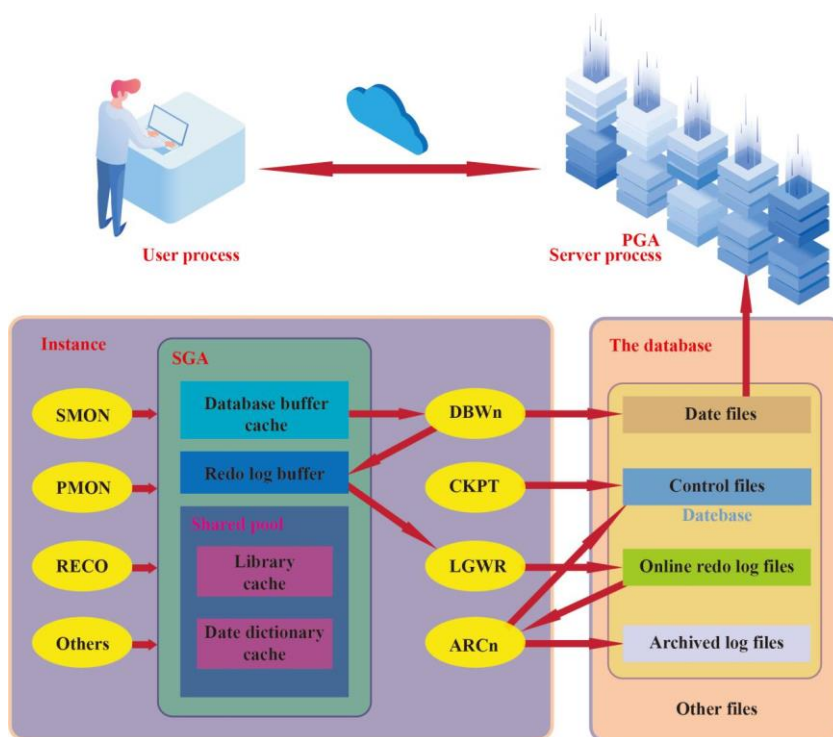 User process
PGA
Server process
Instance
SGA
SMON
PMON
RECO
Others
Database buffer
cache
Redo log buffer
Shared pool
Library
cache
Date dictionary
cache
DBWn
CKPT
LGWR
ARCn
The database
Date files
Control files
Datebase
Online redo log files
Archived log files
Other files